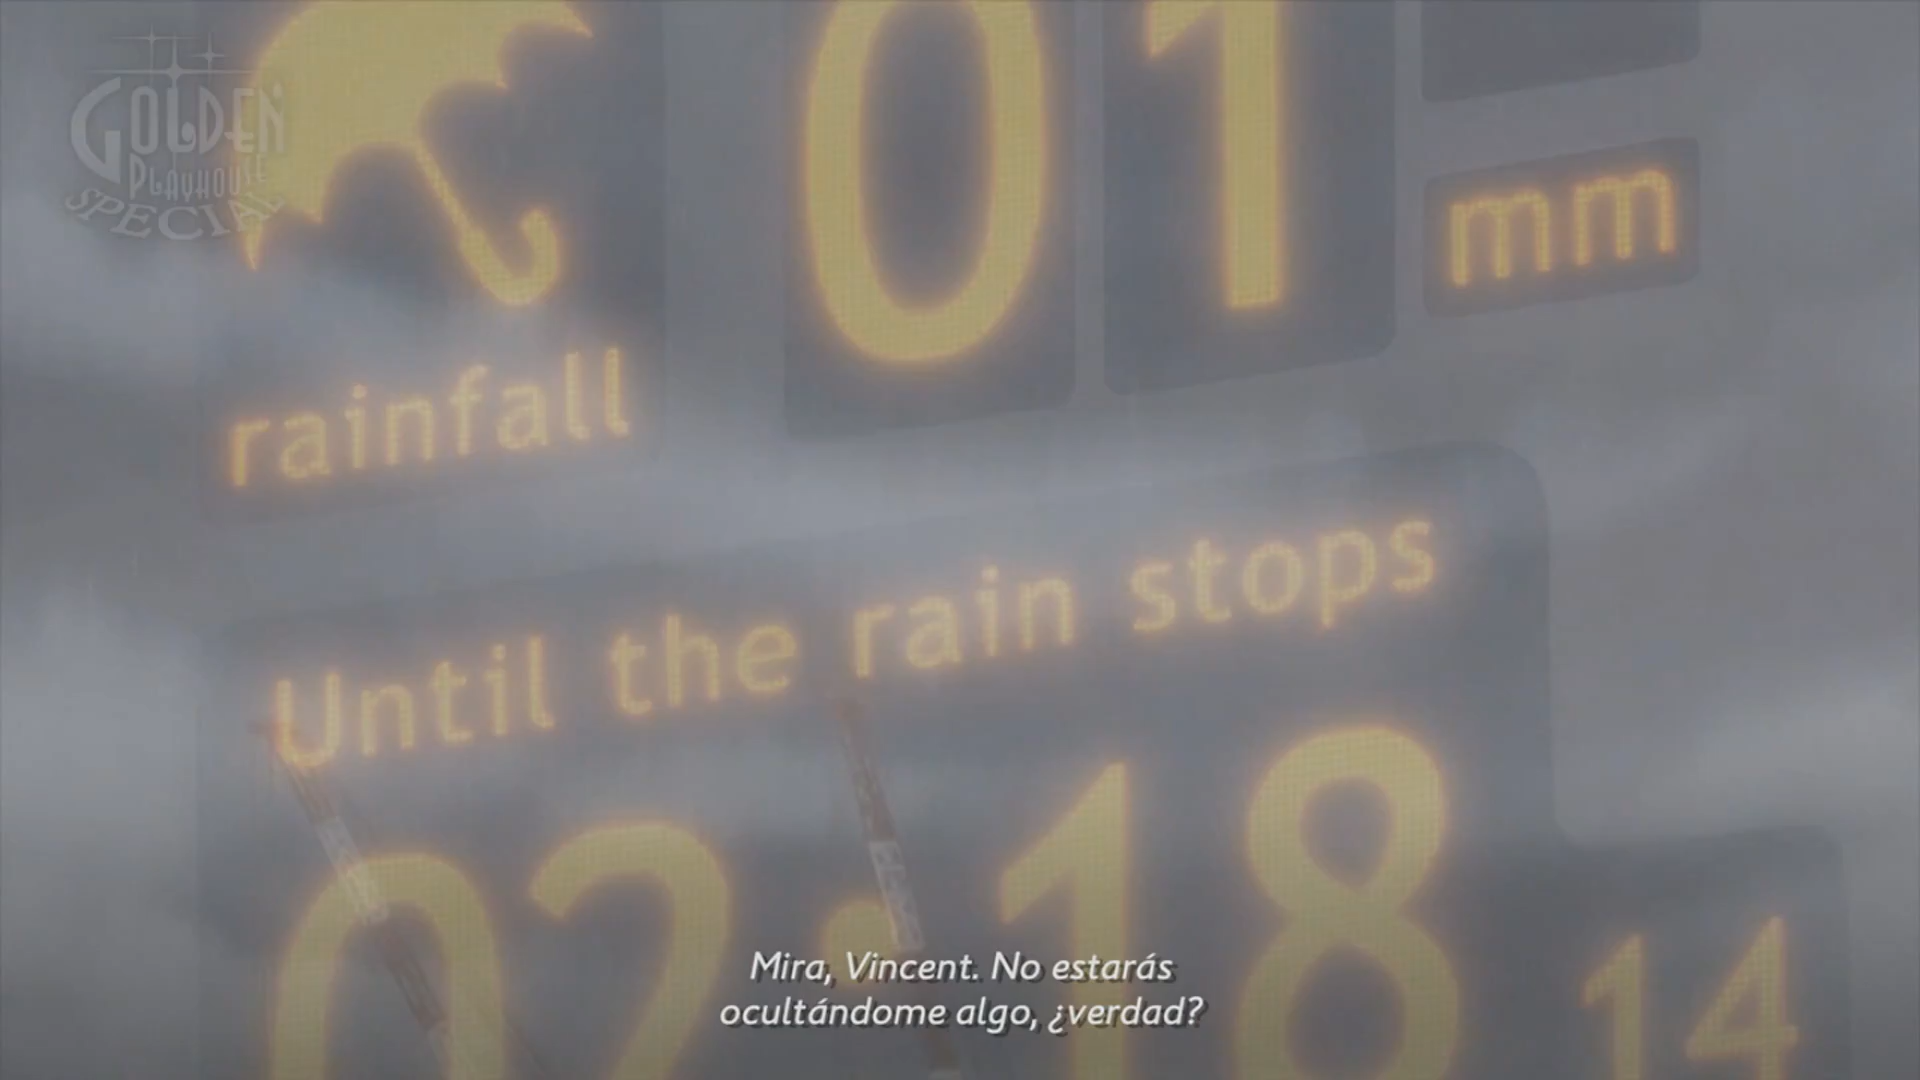 GOLDEN
PLAYHOUSE
SPECIAL
01
mm
rainfall
Until the rain stops
02:18
14
Mira, Vincent. No estarás
ocultándome algo, ¿verdad?